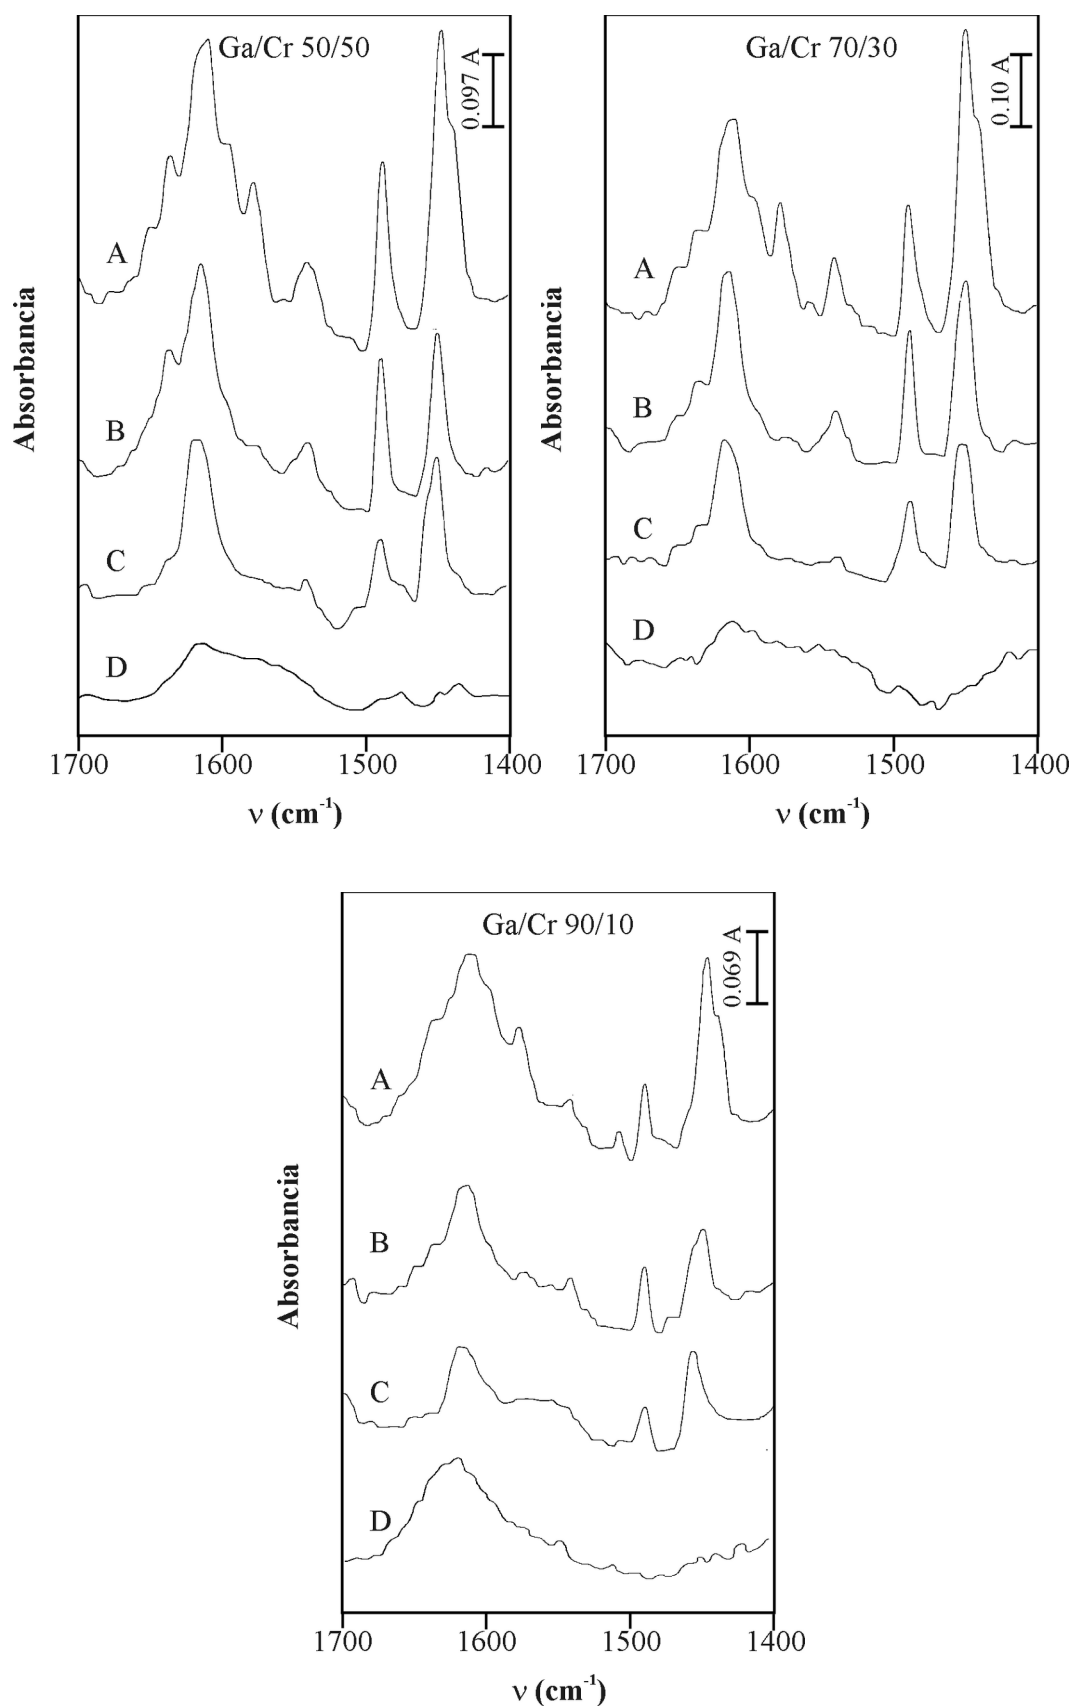 Ga/Cr 50/50
0.097 A
A
B
C
D
Absorbancia
1700 1600 1500 1400
ν (cm-1)
Ga/Cr 70/30
0.10 A
A
B
C
D
Absorbancia
1700 1600 1500 1400
ν (cm-1)
Ga/Cr 90/10
0.069 A
A
B
C
D
Absorbancia
1700 1600 1500 1400
ν (cm-1)